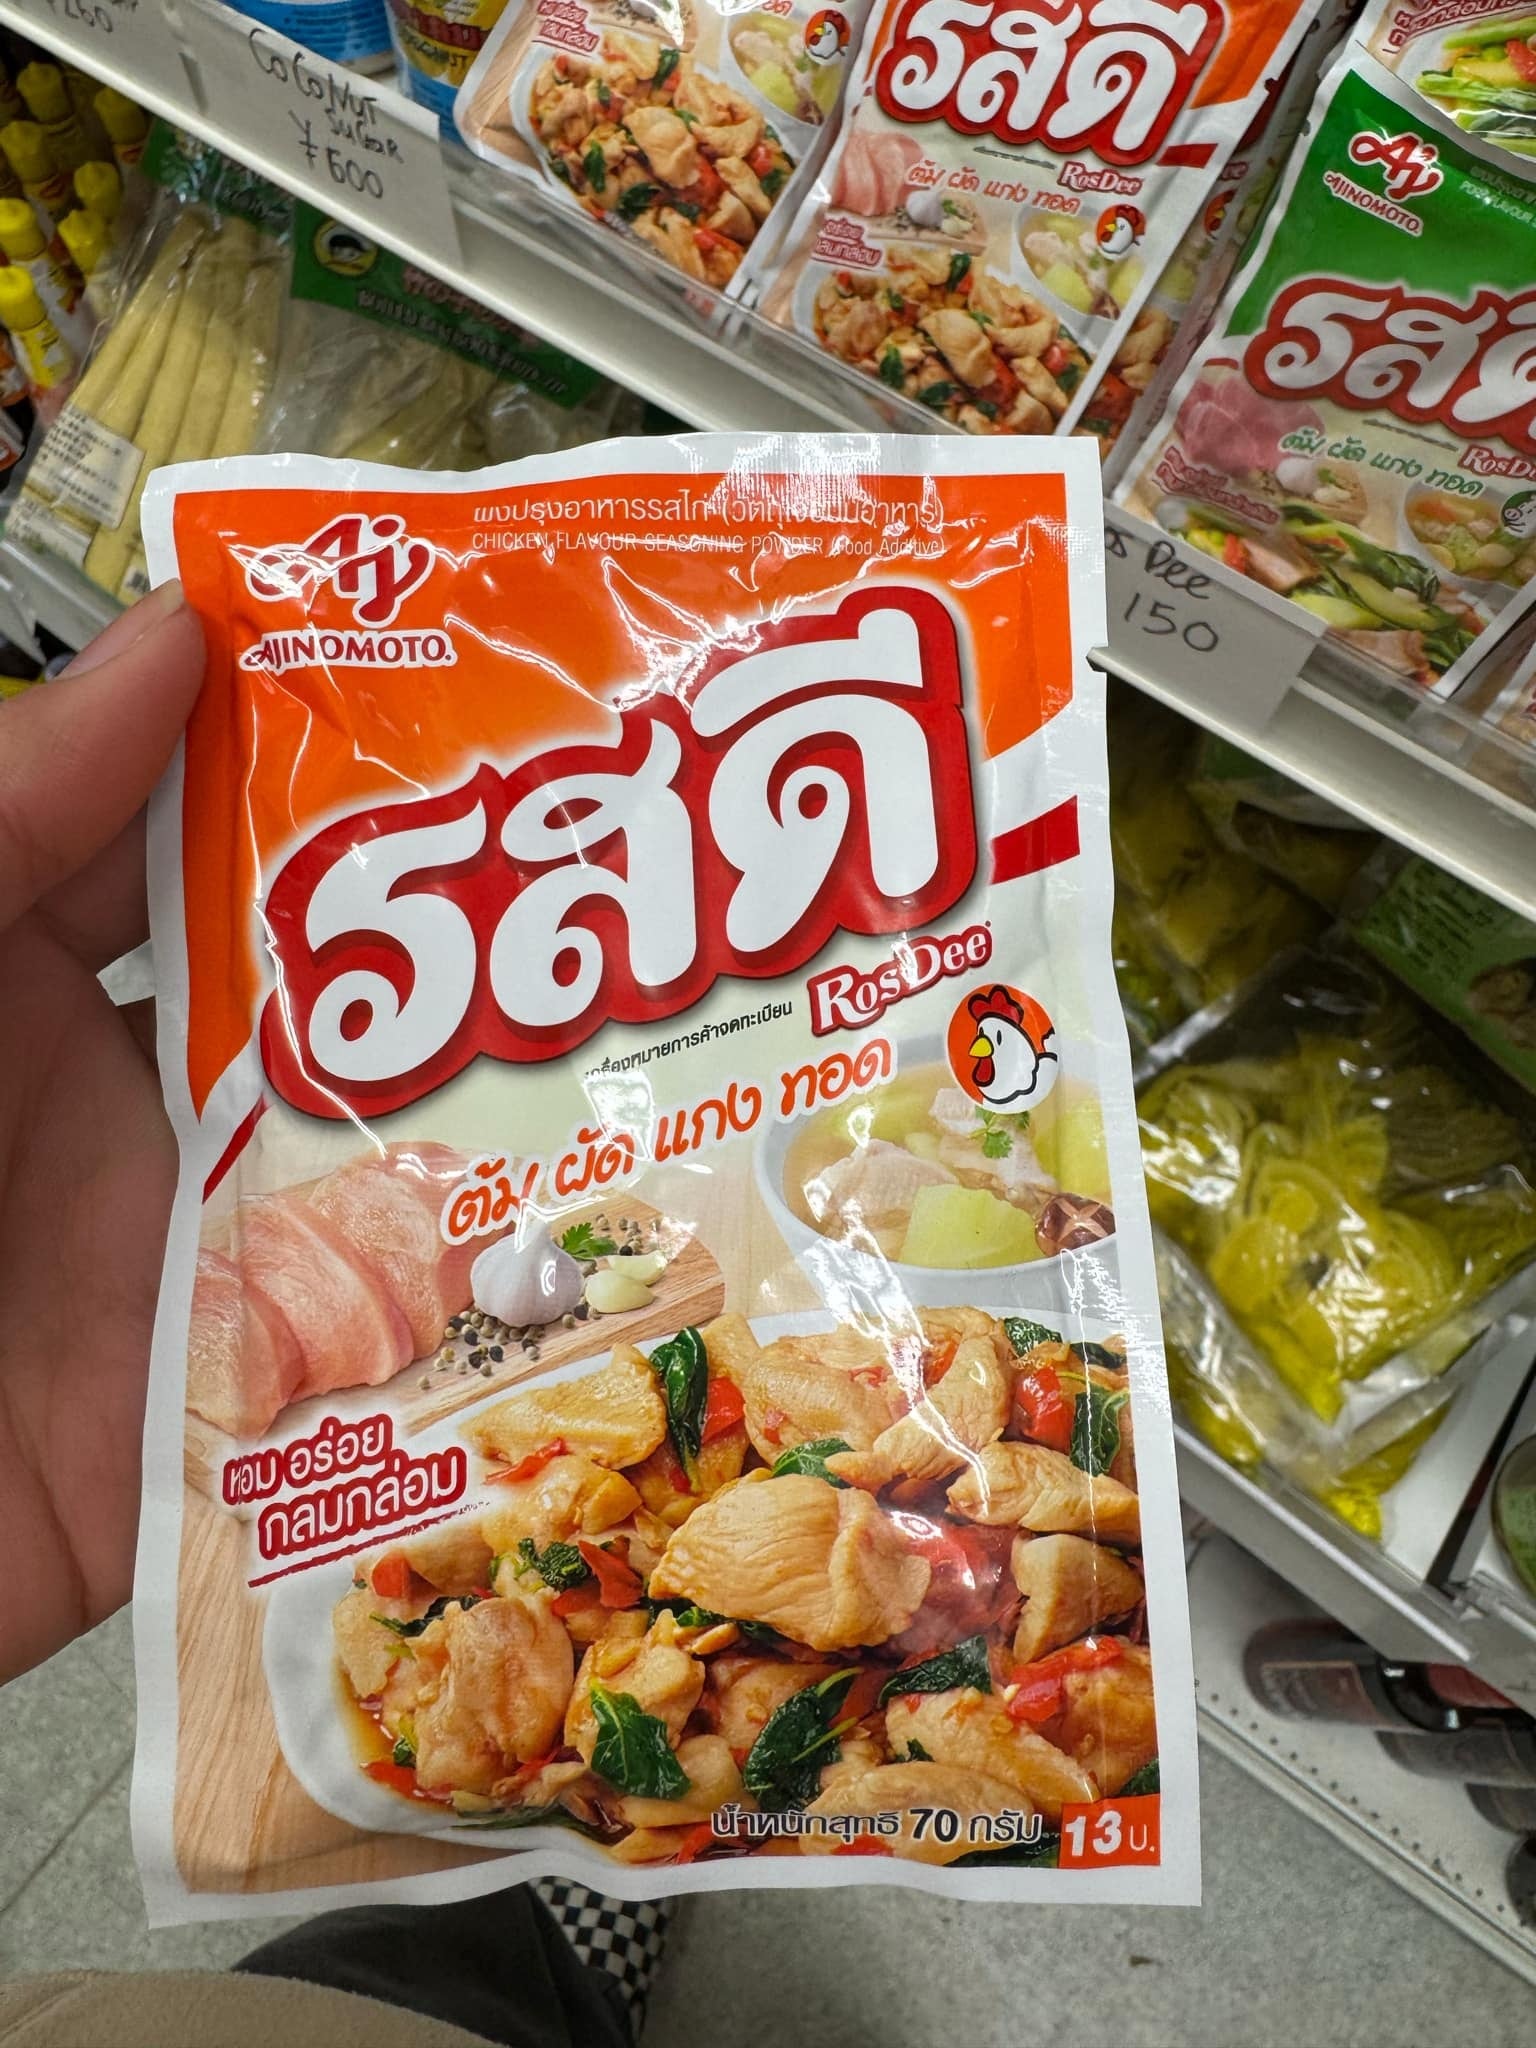 COCONUT
SUGAR
¥600
รสดี
RosDee
ต้ม ผัด แกง ทอด
Aj
AJINOMOTO
รสดี
RosDee
ต้ม ผัด แกง ทอด
Dee
150
ผงปรุงอาหารรสไก่ (วัตถุเจือปนอาหาร)
CHICKEN FLAVOUR SEASONING POWDER (Food Additive)
Aj
AJINOMOTO.
รสดี
RosDee
เครื่องหมายการค้าจดทะเบียน
ต้ม ผัด แกง ทอด
หอม อร่อย
กลมกล่อม
น้ำหนักสุทธิ 70 กรัม
13 บ.